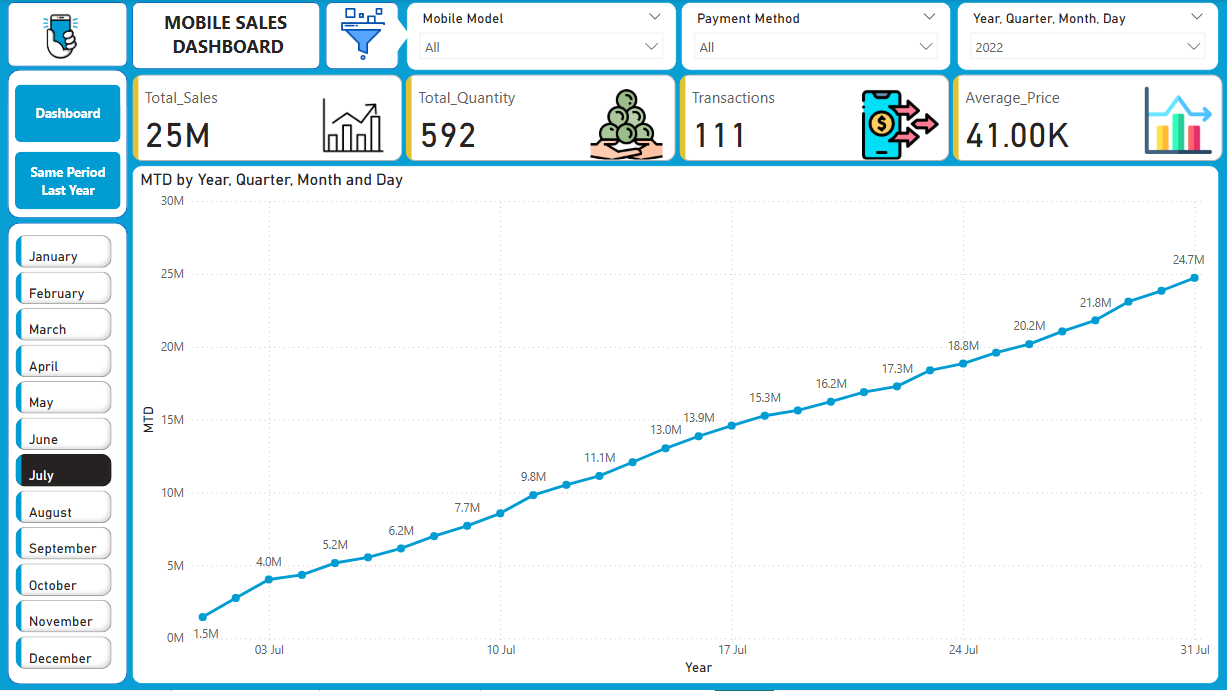 MOBILE SALES
DASHBOARD
Mobile Model
All
Payment Method
All
Year, Quarter, Month, Day
2022
Dashboard
Same Period
Last Year
Total_Sales
25M
Total_Quantity
592
Transactions
111
Average_Price
41.00K
January
February
March
April
May
June
July
August
September
October
November
December
MTD by Year, Quarter, Month and Day
MTD
30M
25M
20M
15M
10M
5M
0M
1.5M
4.0M
5.2M
6.2M
7.7M
9.8M
11.1M
13.0M
13.9M
15.3M
16.2M
17.3M
18.8M
20.2M
21.8M
24.7M
03 Jul
10 Jul
17 Jul
24 Jul
31 Jul
Year